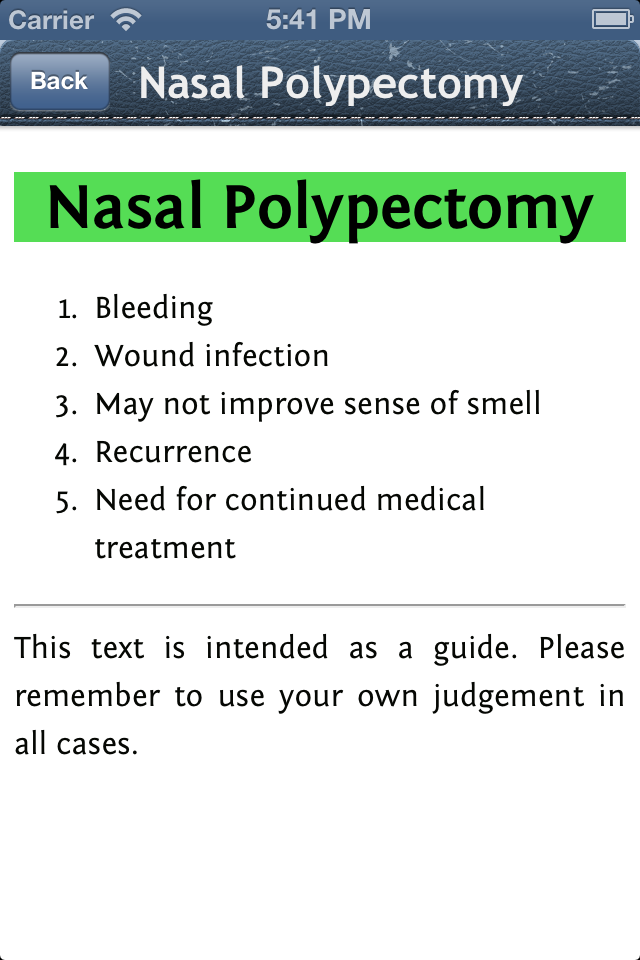 Carrier 5:41 PM
Back Nasal Polypectomy
Nasal Polypectomy
1. Bleeding
2. Wound infection
3. May not improve sense of smell
4. Recurrence
5. Need for continued medical
treatment
This text is intended as a guide. Please
remember to use your own judgement in
all cases.